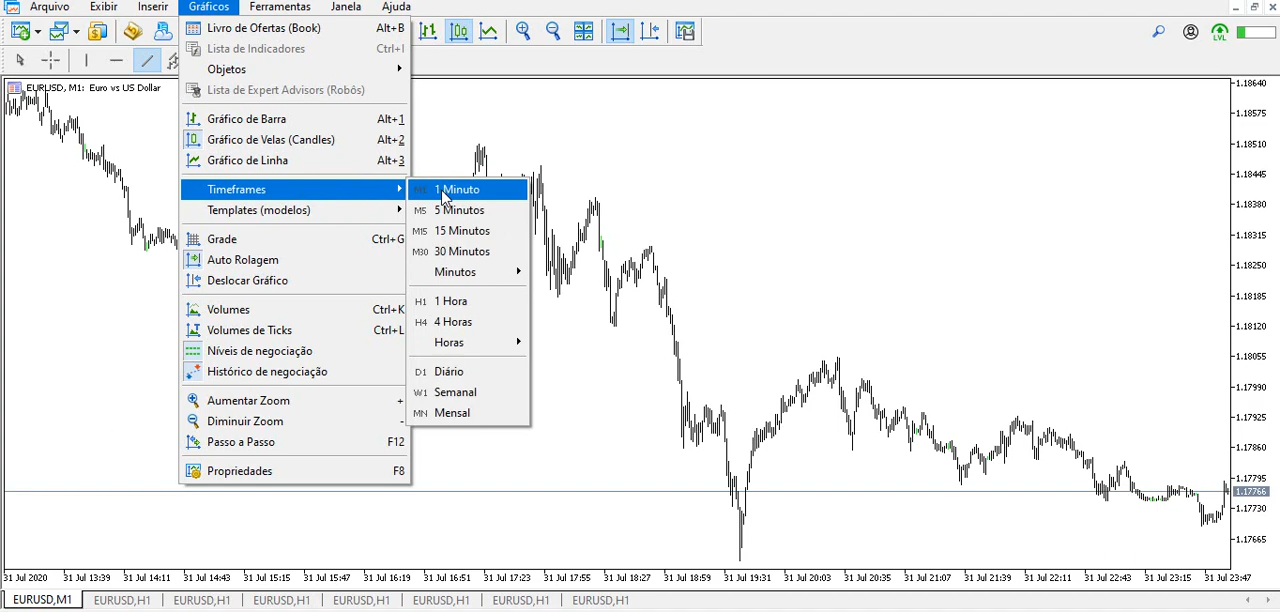 Arquivo Exibir Inserir Gráficos Ferramentas Janela Ajuda
LVL
EURUSD, M1: Euro vs US Dollar
Livro de Ofertas (Book) Alt+B
Lista de Indicadores Ctrl+I
Objetos
Lista de Expert Advisors (Robôs)
Gráfico de Barra Alt+1
Gráfico de Velas (Candles) Alt+2
Gráfico de Linha Alt+3
Timeframes
Templates (modelos)
Grade Ctrl+G
Auto Rolagem
Deslocar Gráfico
Volumes Ctrl+K
Volumes de Ticks Ctrl+L
Níveis de negociação
Histórico de negociação
Aumentar Zoom +
Diminuir Zoom -
Passo a Passo F12
Propriedades F8
M1 1 Minuto
M5 5 Minutos
M15 15 Minutos
M30 30 Minutos
Minutos
H1 1 Hora
H4 4 Horas
Horas
D1 Diário
W1 Semanal
MN Mensal
1.18640
1.18575
1.18510
1.18445
1.18380
1.18315
1.18250
1.18185
1.18120
1.18055
1.17990
1.17925
1.17860
1.17795
1.17766
1.17730
1.17665
31 Jul 2020 31 Jul 13:39 31 Jul 14:11 31 Jul 14:43 31 Jul 15:15 31 Jul 15:47 31 Jul 16:19 31 Jul 16:51 31 Jul 17:23 31 Jul 17:55 31 Jul 18:27 31 Jul 18:59 31 Jul 19:31 31 Jul 20:03 31 Jul 20:35 31 Jul 21:07 31 Jul 21:39 31 Jul 22:11 31 Jul 22:43 31 Jul 23:15 31 Jul 23:47
EURUSD,M1 EURUSD,H1 EURUSD,H1 EURUSD,H1 EURUSD,H1 EURUSD,H1 EURUSD,H1 EURUSD,H1